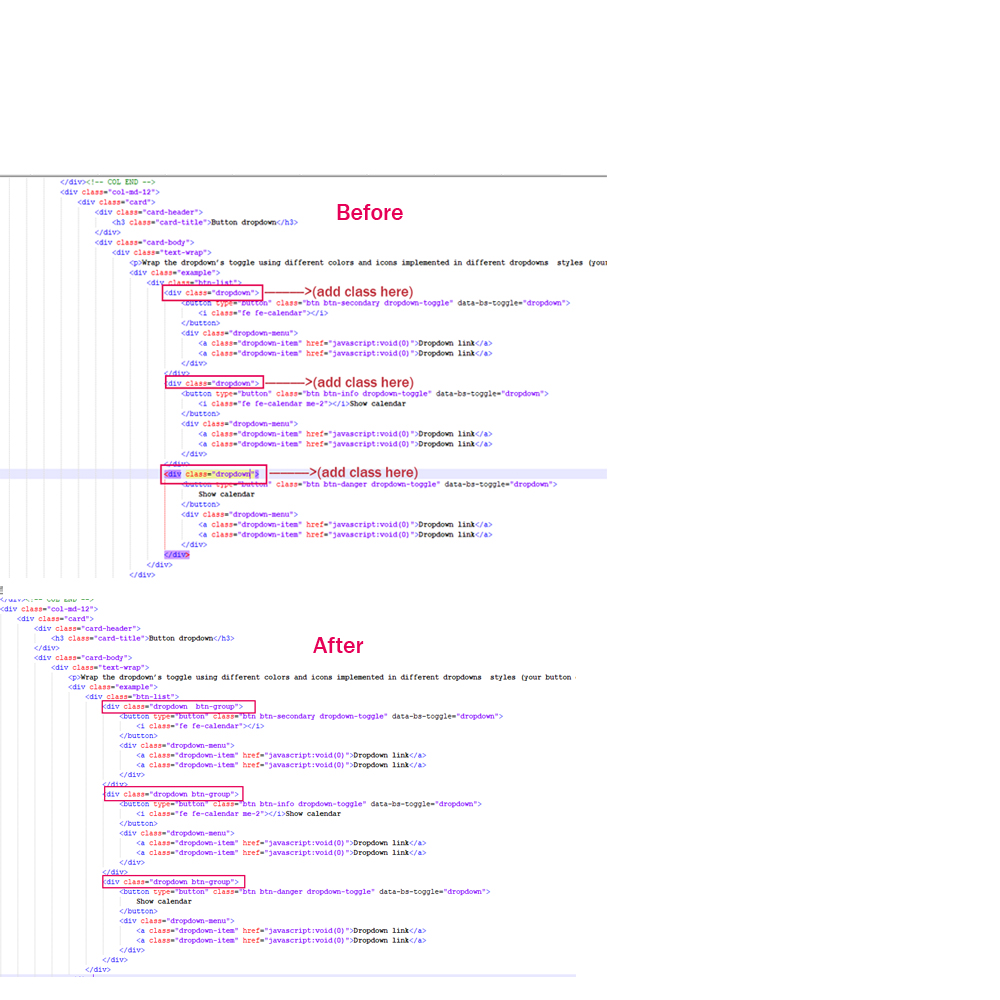 </div><!-- COL END -->
<div class="col-md-12">
<div class="card">
Before
<div class="card-header">
<h3 class="card-title">Button dropdown</h3>
</div>
<div class="card-body">
<div class="text-wrap">
<p>Wrap the dropdown's toggle using different colors and icons implemented in different dropdowns  styles (your
<div class="example">
<div class="btn-list">
<div class="dropdown"> ———>(add class here)
<button type="button" class="btn btn-secondary dropdown-toggle" data-bs-toggle="dropdown">
<i class="fe fe-calendar"></i>
</button>
<div class="dropdown-menu">
<a class="dropdown-item" href="javascript:void(0)">Dropdown link</a>
<a class="dropdown-item" href="javascript:void(0)">Dropdown link</a>
</div>
</div>
<div class="dropdown"> ———>(add class here)
<button type="button" class="btn btn-info dropdown-toggle" data-bs-toggle="dropdown">
<i class="fe fe-calendar me-2"></i>Show calendar
</button>
<div class="dropdown-menu">
<a class="dropdown-item" href="javascript:void(0)">Dropdown link</a>
<a class="dropdown-item" href="javascript:void(0)">Dropdown link</a>
</div>
</div>
<div class="dropdown"> ———>(add class here)
<button type="button" class="btn btn-danger dropdown-toggle" data-bs-toggle="dropdown">
Show calendar
</button>
<div class="dropdown-menu">
<a class="dropdown-item" href="javascript:void(0)">Dropdown link</a>
<a class="dropdown-item" href="javascript:void(0)">Dropdown link</a>
</div>
</div>
</div>
</div>
</div><!-- COL END -->
<div class="col-md-12">
<div class="card">
<div class="card-header">
<h3 class="card-title">Button dropdown</h3>
After
</div>
<div class="card-body">
<div class="text-wrap">
<p>Wrap the dropdown's toggle using different colors and icons implemented in different dropdowns  styles (your button
<div class="example">
<div class="btn-list">
<div class="dropdown  btn-group">
<button type="button" class="btn btn-secondary dropdown-toggle" data-bs-toggle="dropdown">
<i class="fe fe-calendar"></i>
</button>
<div class="dropdown-menu">
<a class="dropdown-item" href="javascript:void(0)">Dropdown link</a>
<a class="dropdown-item" href="javascript:void(0)">Dropdown link</a>
</div>
</div>
<div class="dropdown btn-group">
<button type="button" class="btn btn-info dropdown-toggle" data-bs-toggle="dropdown">
<i class="fe fe-calendar me-2"></i>Show calendar
</button>
<div class="dropdown-menu">
<a class="dropdown-item" href="javascript:void(0)">Dropdown link</a>
<a class="dropdown-item" href="javascript:void(0)">Dropdown link</a>
</div>
</div>
<div class="dropdown btn-group">
<button type="button" class="btn btn-danger dropdown-toggle" data-bs-toggle="dropdown">
Show calendar
</button>
<div class="dropdown-menu">
<a class="dropdown-item" href="javascript:void(0)">Dropdown link</a>
<a class="dropdown-item" href="javascript:void(0)">Dropdown link</a>
</div>
</div>
</div>